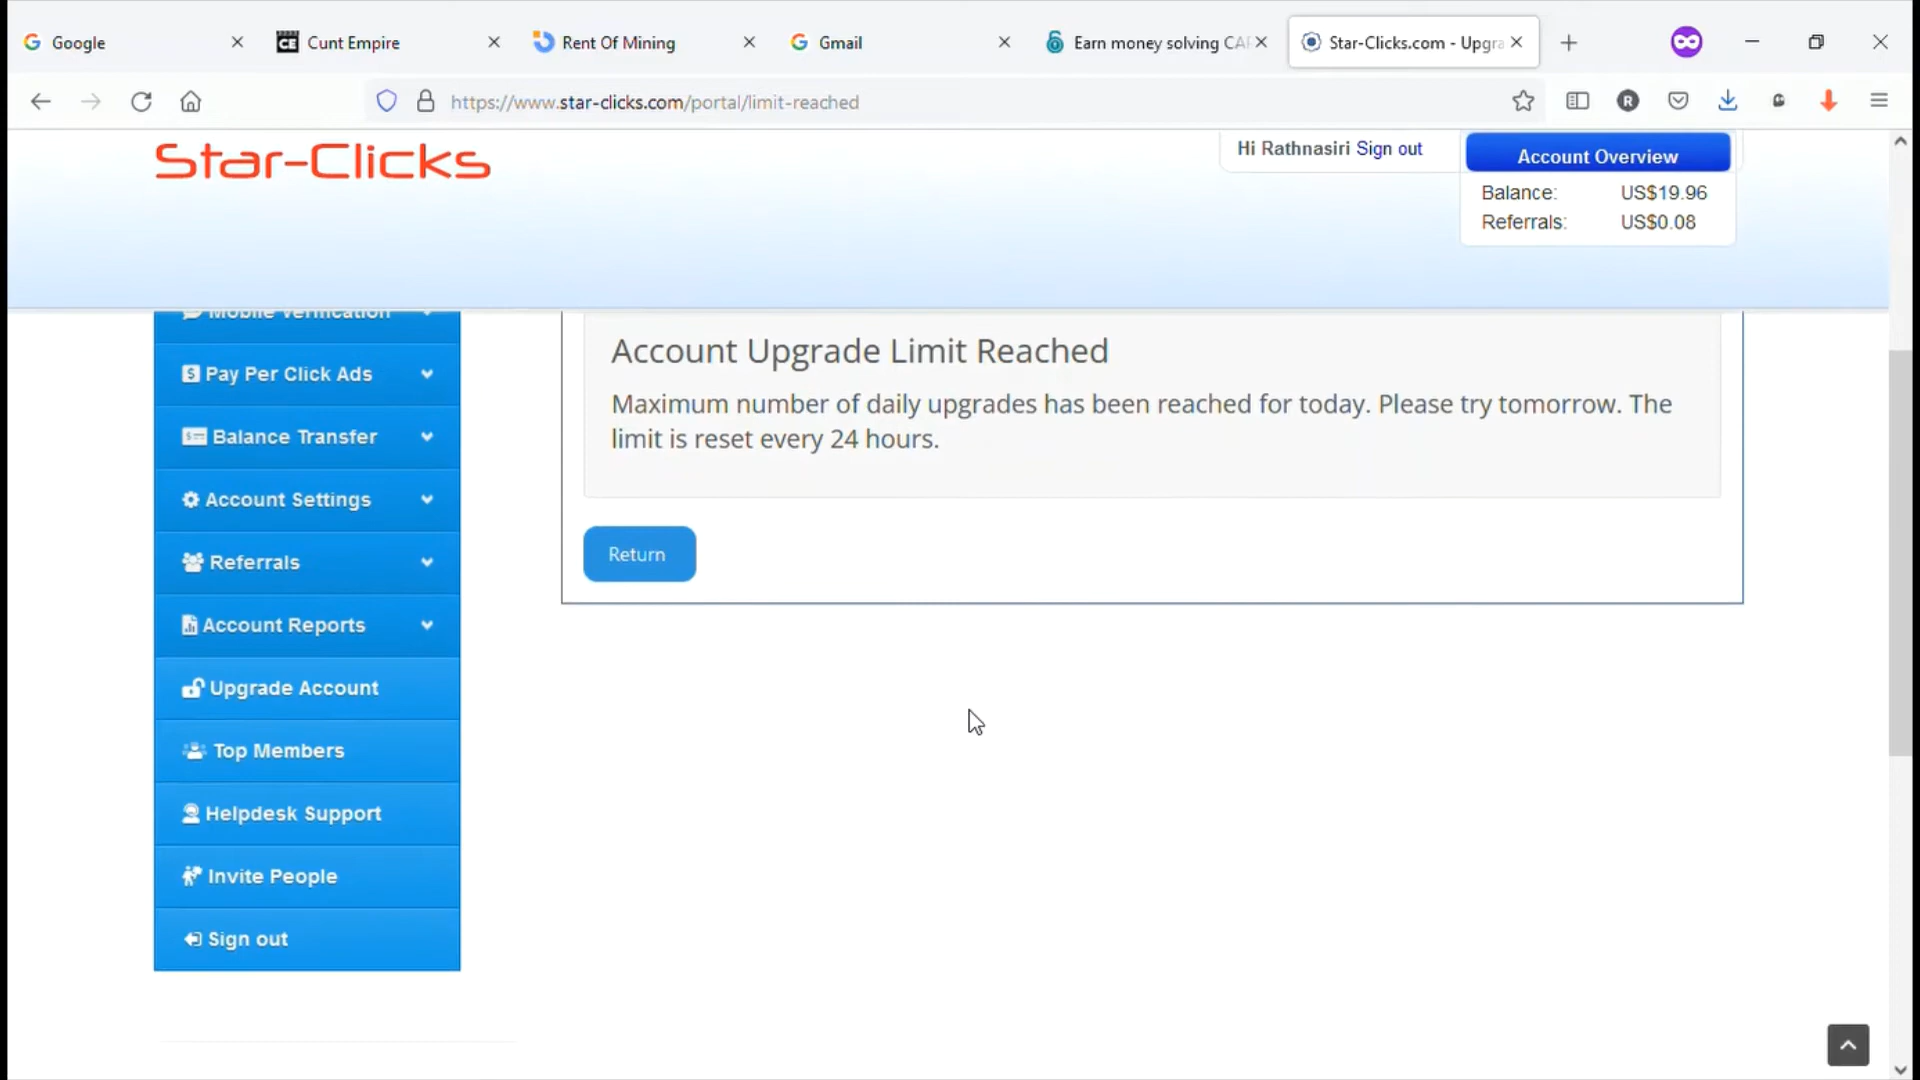 Google
Cunt Empire
Rent Of Mining
Gmail
Earn money solving CAP
Star-Clicks.com - Upgra
https://www.star-clicks.com/portal/limit-reached
Star-Clicks
Hi Rathnasiri Sign out
Account Overview
Balance: US$19.96
Referrals: US$0.08
Mobile Verification
Pay Per Click Ads
Balance Transfer
Account Settings
Referrals
Account Reports
Upgrade Account
Top Members
Helpdesk Support
Invite People
Sign out
Account Upgrade Limit Reached
Maximum number of daily upgrades has been reached for today. Please try tomorrow. The
limit is reset every 24 hours.
Return